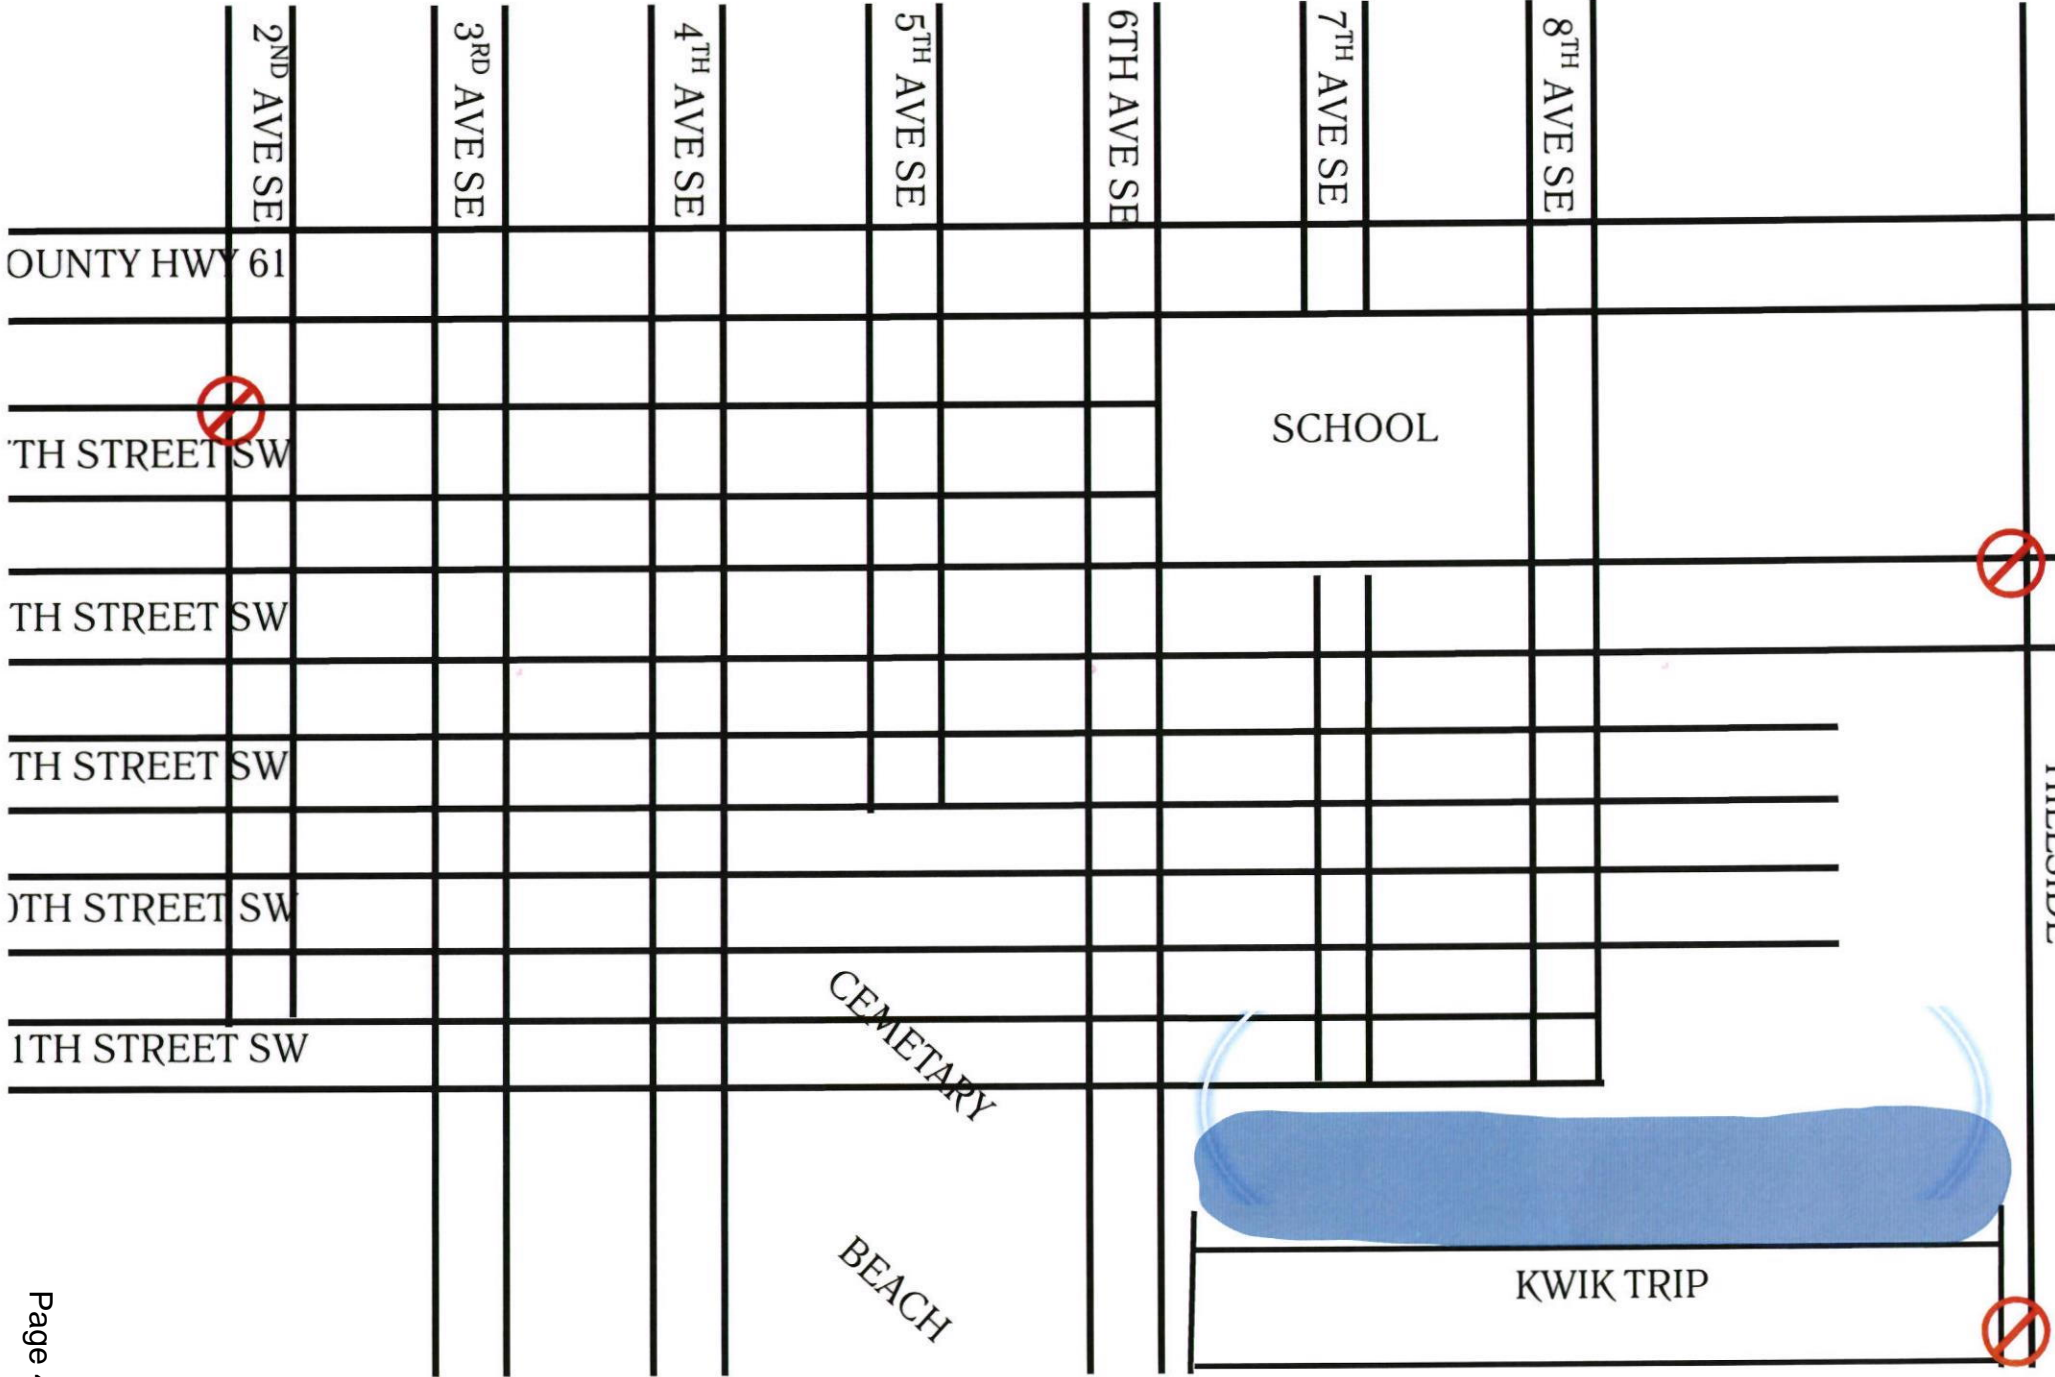 2ND AVE SE
3RD AVE SE
4TH AVE SE
5TH AVE SE
6TH AVE SE
7TH AVE SE
8TH AVE SE
OUNTY HWY 61
TH STREET SW
SCHOOL
TH STREET SW
TH STREET SW
0TH STREET SW
1TH STREET SW
CEMETARY
BEACH
KWIK TRIP
HILLSIDE
Page